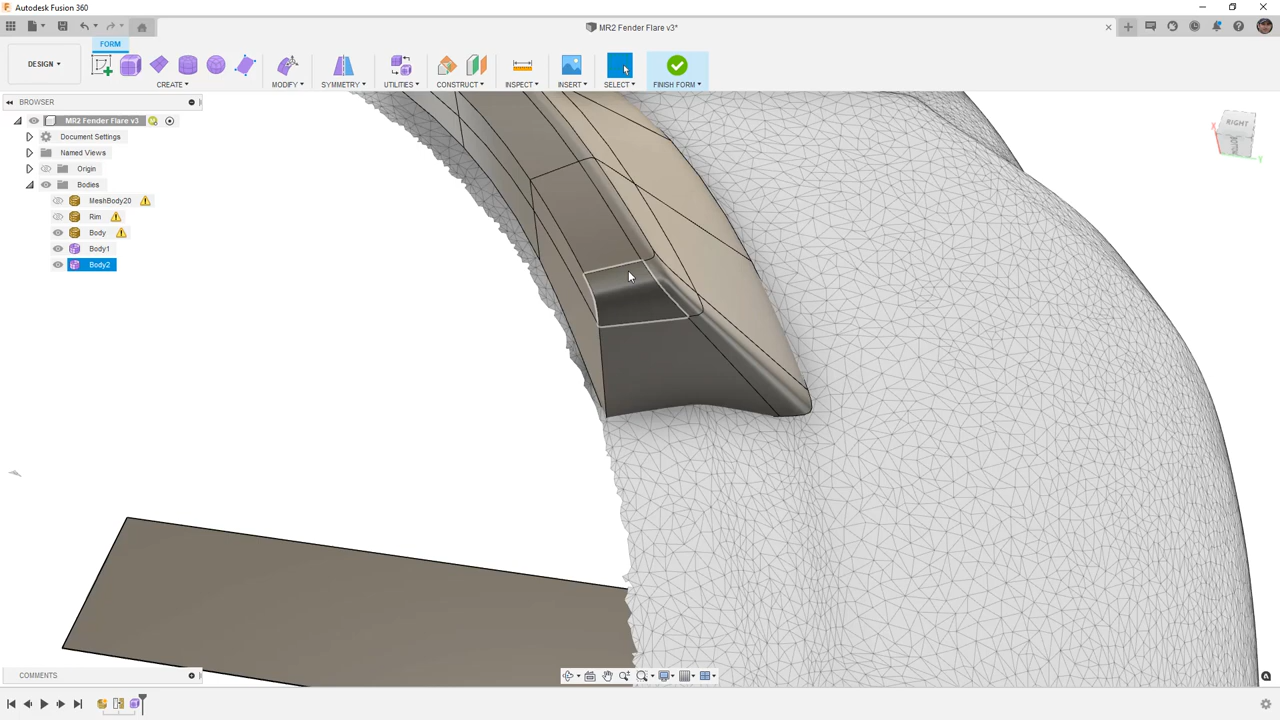 Autodesk Fusion 360
MR2 Fender Flare v3*
FORM
DESIGN
CREATE
MODIFY
SYMMETRY
UTILITIES
CONSTRUCT
INSPECT
INSERT
SELECT
FINISH FORM
BROWSER
MR2 Fender Flare v3
Document Settings
Named Views
Origin
Bodies
MeshBody20
Rim
Body
Body1
Body2
RIGHT
X
Y
COMMENTS